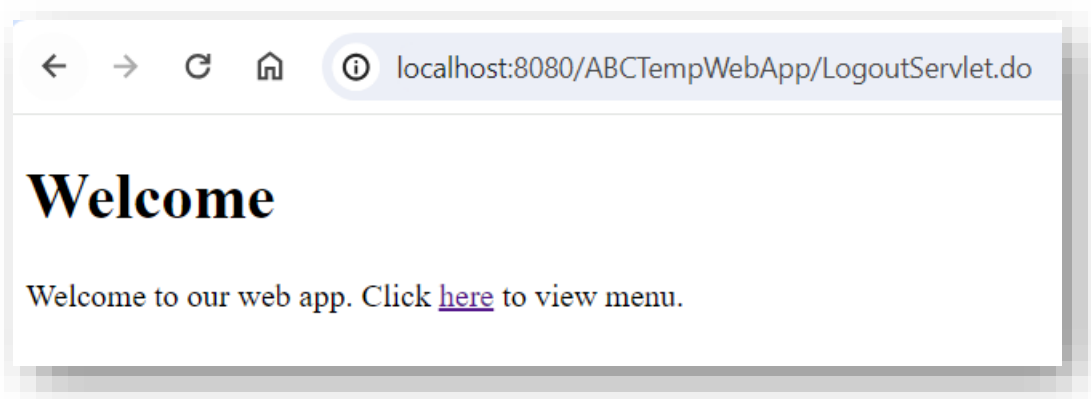 localhost:8080/ABCTempWebApp/LogoutServlet.do
Welcome
Welcome to our web app. Click here to view menu.